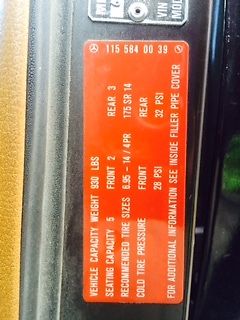 115 584 00 39
VEHICLE CAPACITY WEIGHT 930 LBS
SEATING CAPACITY 5 FRONT 2 REAR 3
RECOMMENDED TIRE SIZES 6.95 - 14 / 4PR 175 SR 14
COLD TIRE PRESSURE FRONT REAR
28 PSI 32 PSI
FOR ADDITIONAL INFORMATION SEE INSIDE FILLER PIPE COVER
VIN
MOD